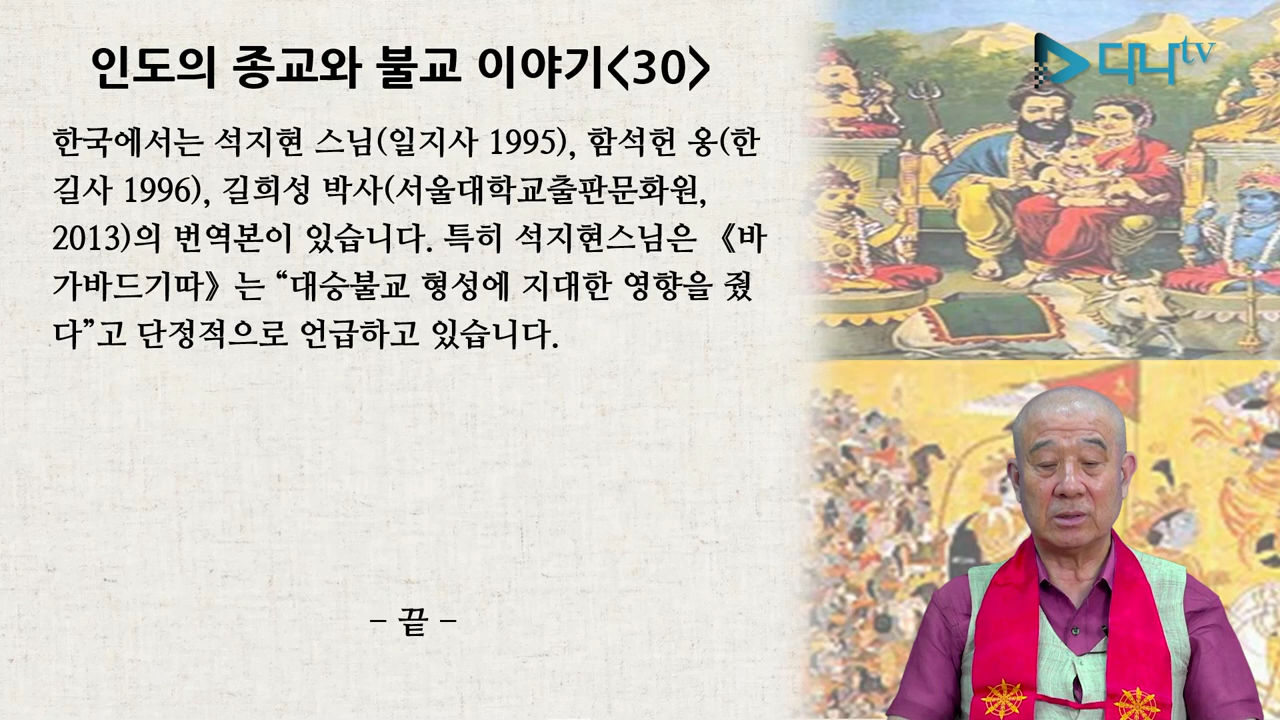 인도의 종교와 불교 이야기<30>
다나tv
한국에서는 석지현 스님(일지사 1995), 함석헌 옹(한
길사 1996), 길희성 박사(서울대학교출판문화원,
2013)의 번역본이 있습니다. 특히 석지현스님은 《바
가바드기따》는 “대승불교 형성에 지대한 영향을 줬
다”고 단정적으로 언급하고 있습니다.
– 끝 –